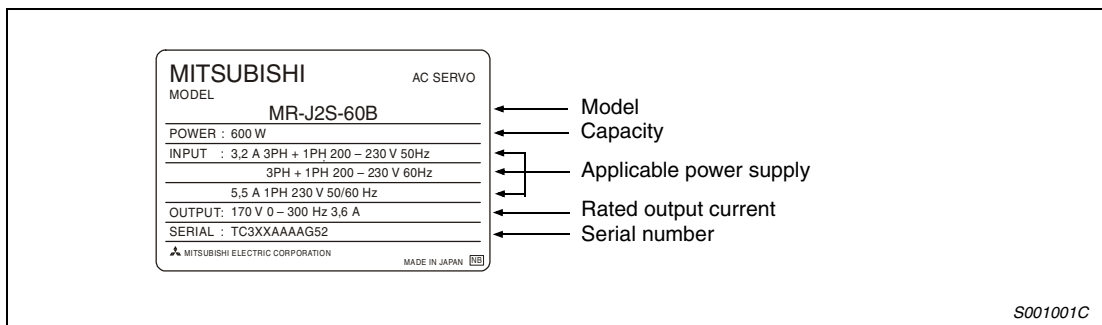 MITSUBISHI AC SERVO
MODEL
MR-J2S-60B
POWER : 600 W
INPUT : 3,2 A 3PH + 1PH 200 – 230 V 50Hz
3PH + 1PH 200 – 230 V 60Hz
5,5 A 1PH 230 V 50/60 Hz
OUTPUT: 170 V 0 – 300 Hz 3,6 A
SERIAL : TC3XXAAAAG52
MITSUBISHI ELECTRIC CORPORATION MADE IN JAPAN NB
Model
Capacity
Applicable power supply
Rated output current
Serial number
S001001C